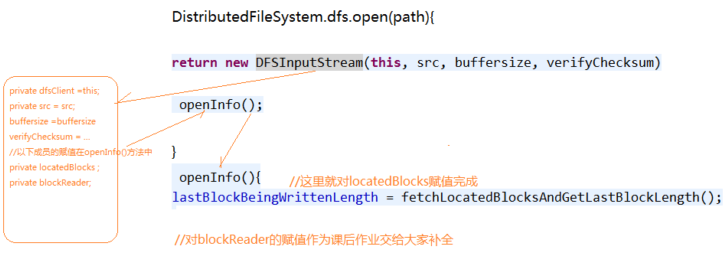 DistributedFileSystem.dfs.open(path){
return new DFSInputStream(this, src, buffersize, verifyChecksum)
private dfsClient =this;
private src = src;
buffersize =buffersize
verifyChecksum = ...
//以下成员的赋值在openInfo()方法中
private locatedBlocks ;
private blockReader;
openInfo();
}
openInfo(){
//这里就对locatedBlocks赋值完成
lastBlockBeingWrittenLength = fetchLocatedBlocksAndGetLastBlockLength();
//对blockReader的赋值作为课后作业交给大家补全